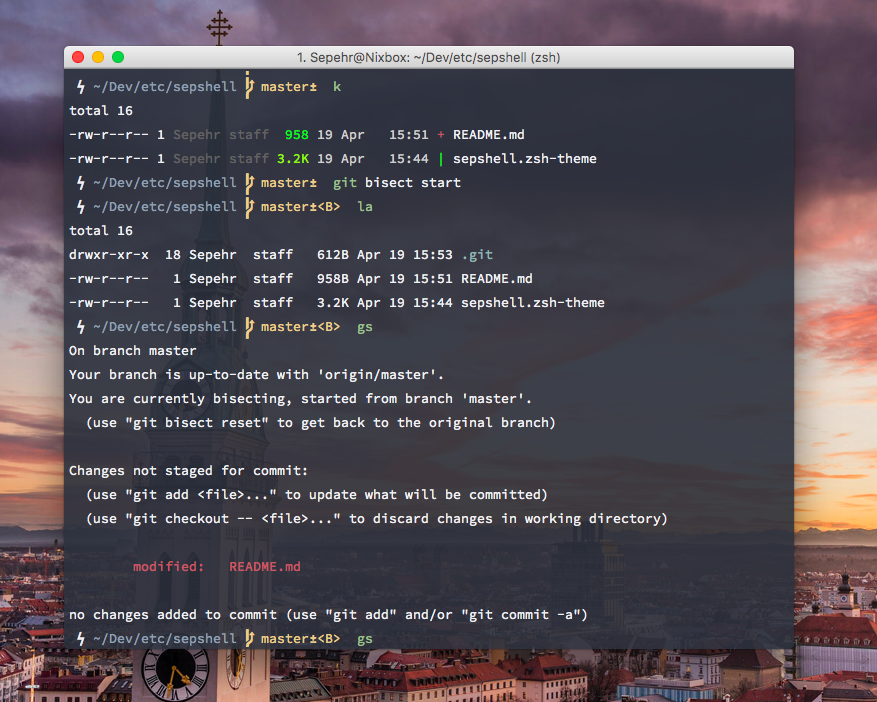 1. Sepehr@Nixbox: ~/Dev/etc/sepshell (zsh)
~/Dev/etc/sepshell master± k
total 16
-rw-r--r-- 1 Sepehr staff 958 19 Apr 15:51 + README.md
-rw-r--r-- 1 Sepehr staff 3.2K 19 Apr 15:44 | sepshell.zsh-theme
~/Dev/etc/sepshell master± git bisect start
~/Dev/etc/sepshell master±<B> la
total 16
drwxr-xr-x 18 Sepehr staff 612B Apr 19 15:53 .git
-rw-r--r-- 1 Sepehr staff 958B Apr 19 15:51 README.md
-rw-r--r-- 1 Sepehr staff 3.2K Apr 19 15:44 sepshell.zsh-theme
~/Dev/etc/sepshell master±<B> gs
On branch master
Your branch is up-to-date with 'origin/master'.
You are currently bisecting, started from branch 'master'.
(use "git bisect reset" to get back to the original branch)
Changes not staged for commit:
(use "git add <file>..." to update what will be committed)
(use "git checkout -- <file>..." to discard changes in working directory)
modified: README.md
no changes added to commit (use "git add" and/or "git commit -a")
~/Dev/etc/sepshell master±<B> gs